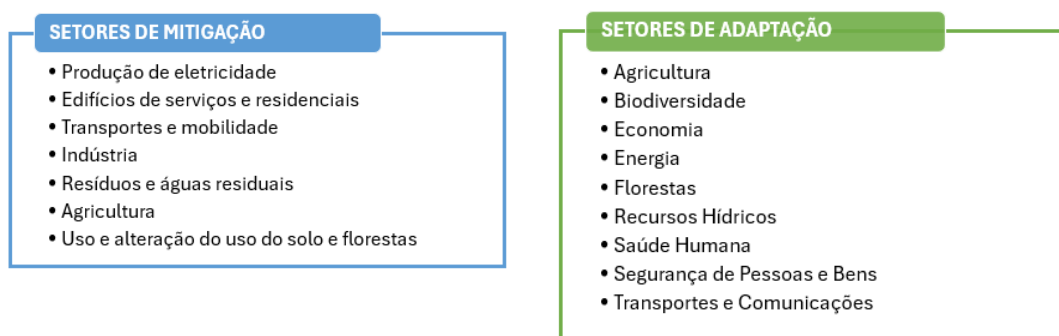 SETORES DE MITIGAÇÃO
• Produção de eletricidade
• Edifícios de serviços e residenciais
• Transportes e mobilidade
• Indústria
• Resíduos e águas residuais
• Agricultura
• Uso e alteração do uso do solo e florestas
SETORES DE ADAPTAÇÃO
• Agricultura
• Biodiversidade
• Economia
• Energia
• Florestas
• Recursos Hídricos
• Saúde Humana
• Segurança de Pessoas e Bens
• Transportes e Comunicações